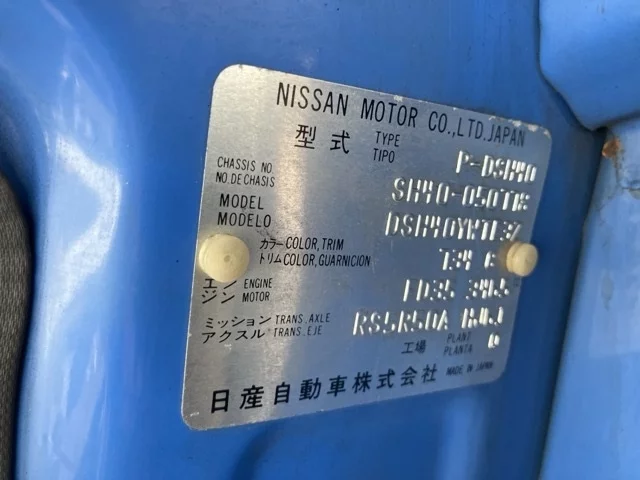 NISSAN MOTOR CO.,LTD.JAPAN
型式 TYPE TIPO P-DSH40
CHASSIS NO NO.DE CHASIS
MODEL MODELO
カラー COLOR, TRIM トリム COLOR, GUARNICION
エンジン ENGINE MOTOR FD35
ミッション TRANS. AXLE アクスル TRANS. EJE RS5R50A
工場 PLANT PLANTA
日産自動車株式会社 MADE IN JAPAN